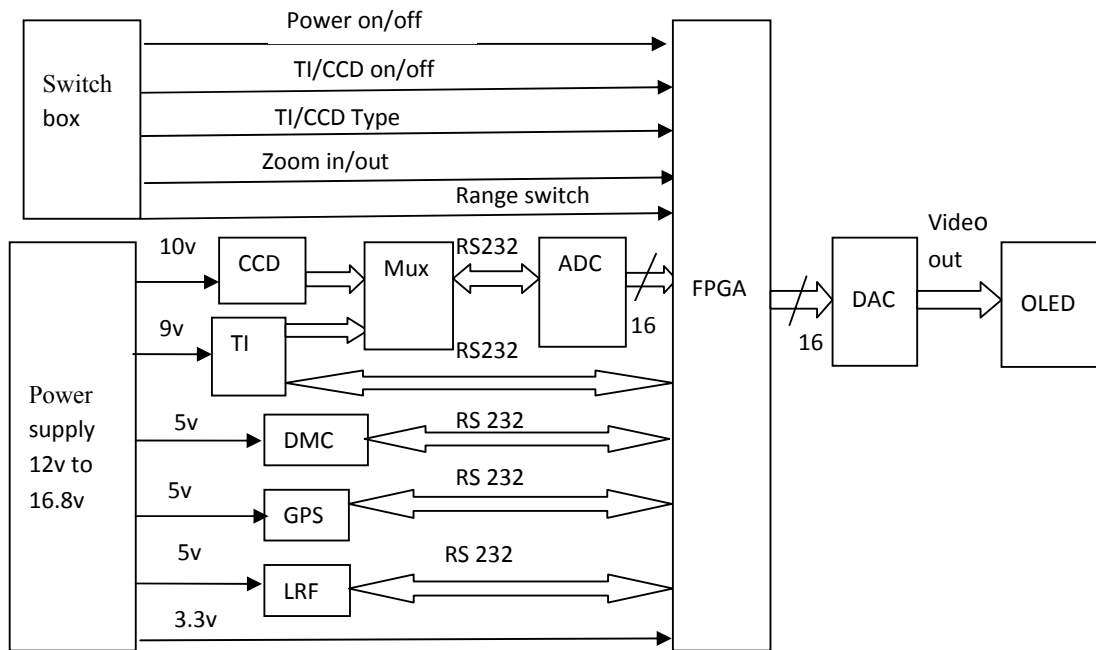 Power on/off
TI/CCD on/off
Switch
box
TI/CCD Type
Zoom in/out
Range switch
10v
CCD
Mux
RS232
ADC
16
9v
TI
RS232
FPGA
16
DAC
Video
out
OLED
Power
supply
12v to
16.8v
5v
DMC
RS 232
5v
GPS
RS 232
5v
LRF
RS 232
3.3v